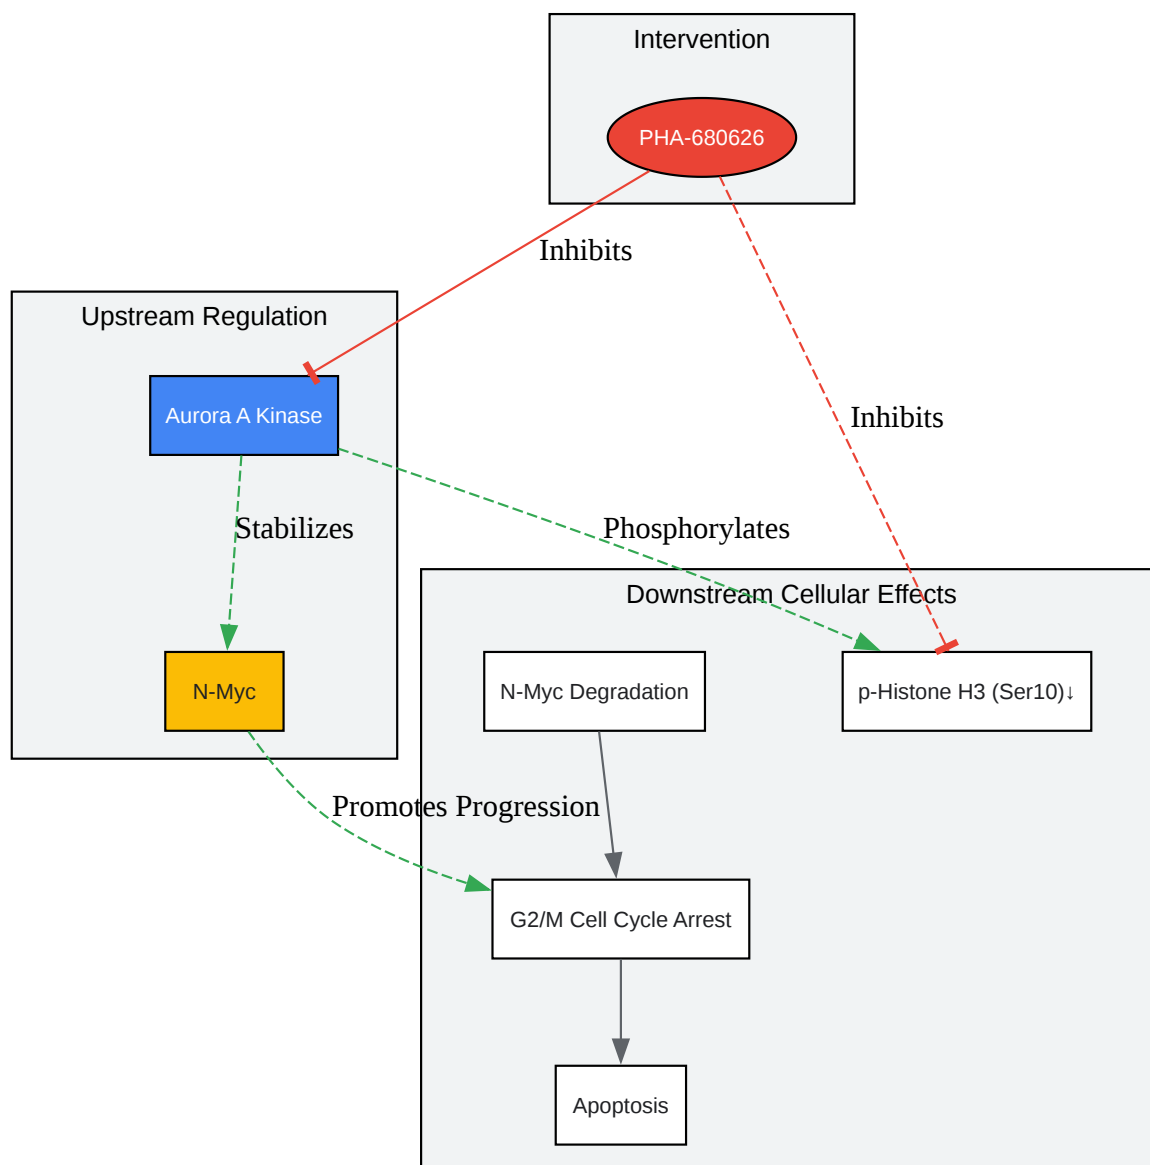 Intervention
PHA-680626
Inhibits
Upstream Regulation
Aurora A Kinase
Inhibits
Stabilizes
Phosphorylates
Downstream Cellular Effects
N-Myc
N-Myc Degradation
p-Histone H3 (Ser10)↓
Promotes Progression
G2/M Cell Cycle Arrest
Apoptosis